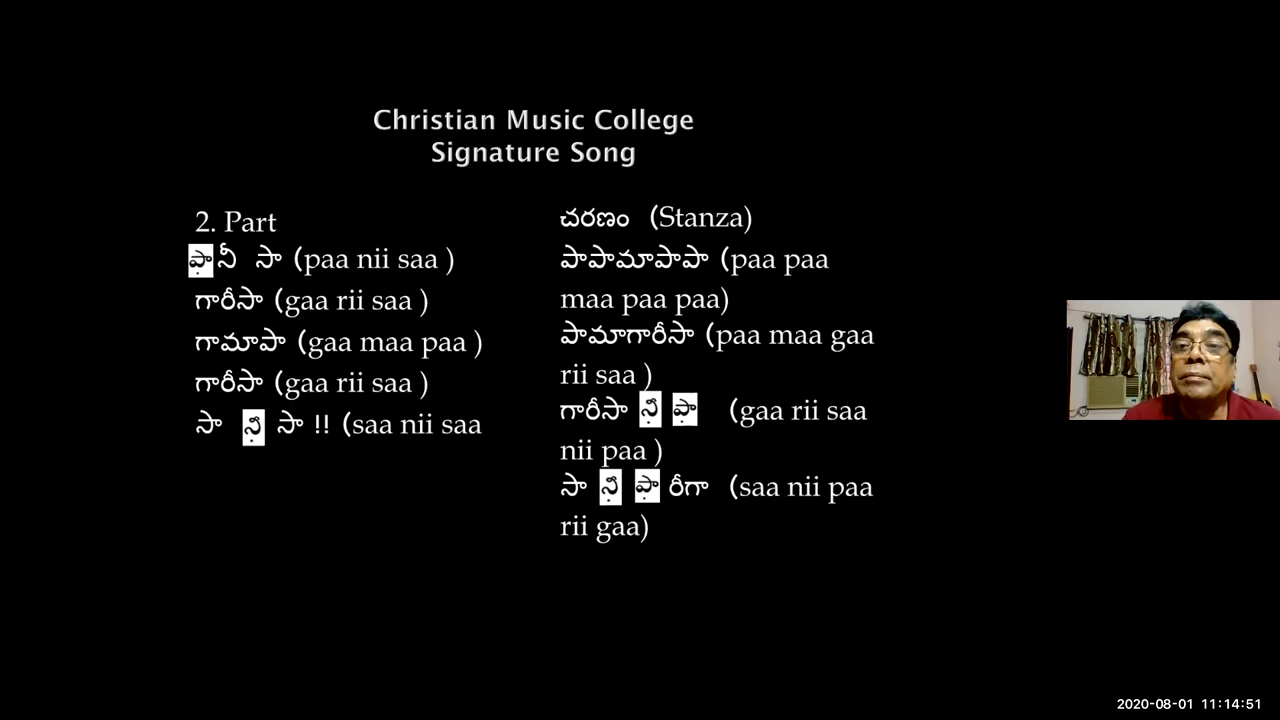 Christian Music College
Signature Song
2. Part
ప़ానీ సా (paa nii saa )
గారీసా (gaa rii saa )
గామాపా (gaa maa paa )
గారీసా (gaa rii saa )
సా నీ़ సా !! (saa nii saa
చరణం (Stanza)
పాపామాపాపా (paa paa
maa paa paa)
పామాగారీసా (paa maa gaa
rii saa )
గారీసా నీ़ పా़ (gaa rii saa
nii paa )
సా నీ़ పా़ రీగా (saa nii paa
rii gaa)
2020-08-01 11:14:51